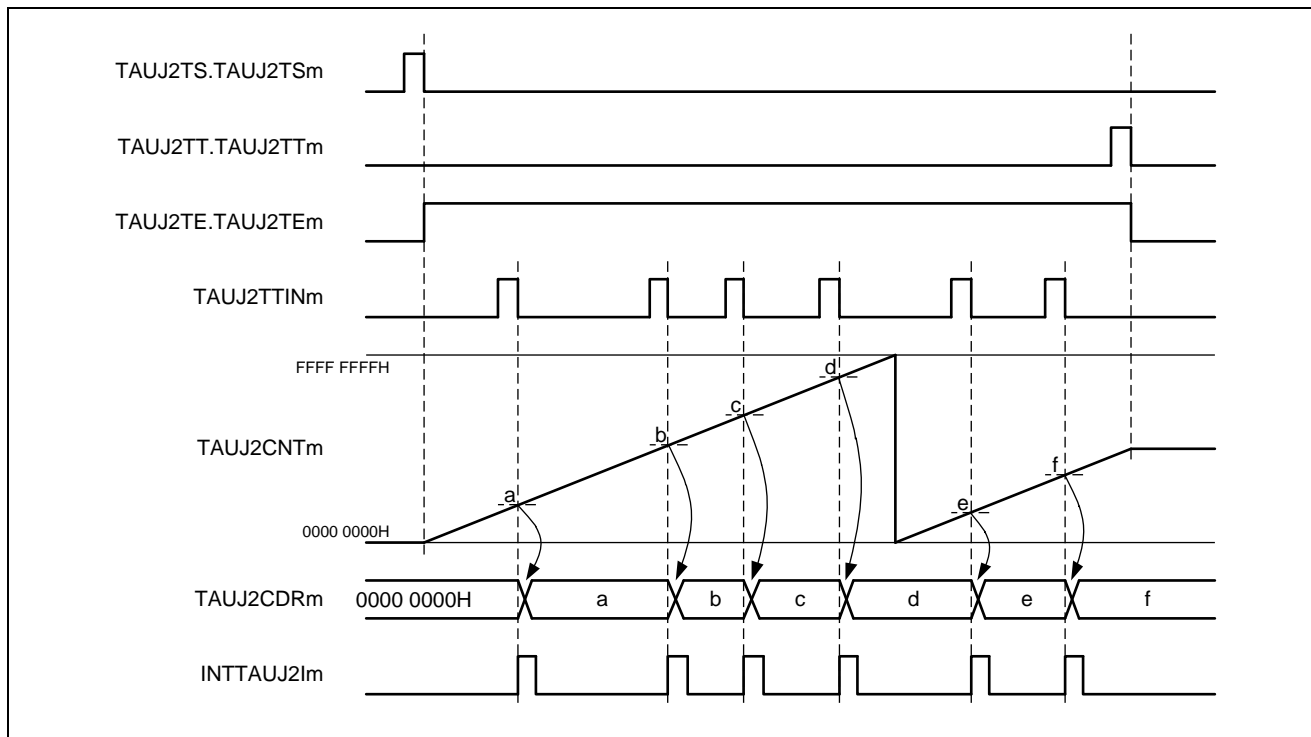 TAUJ2TS.TAUJ2TSm
TAUJ2TT.TAUJ2TTm
TAUJ2TE.TAUJ2TEm
TAUJ2TTINm
FFFF FFFFH
d
c
b
TAUJ2CNTm
f
a
e
0000 0000H
TAUJ2CDRm 0000 0000H a b c d e f
INTTAUJ2Im